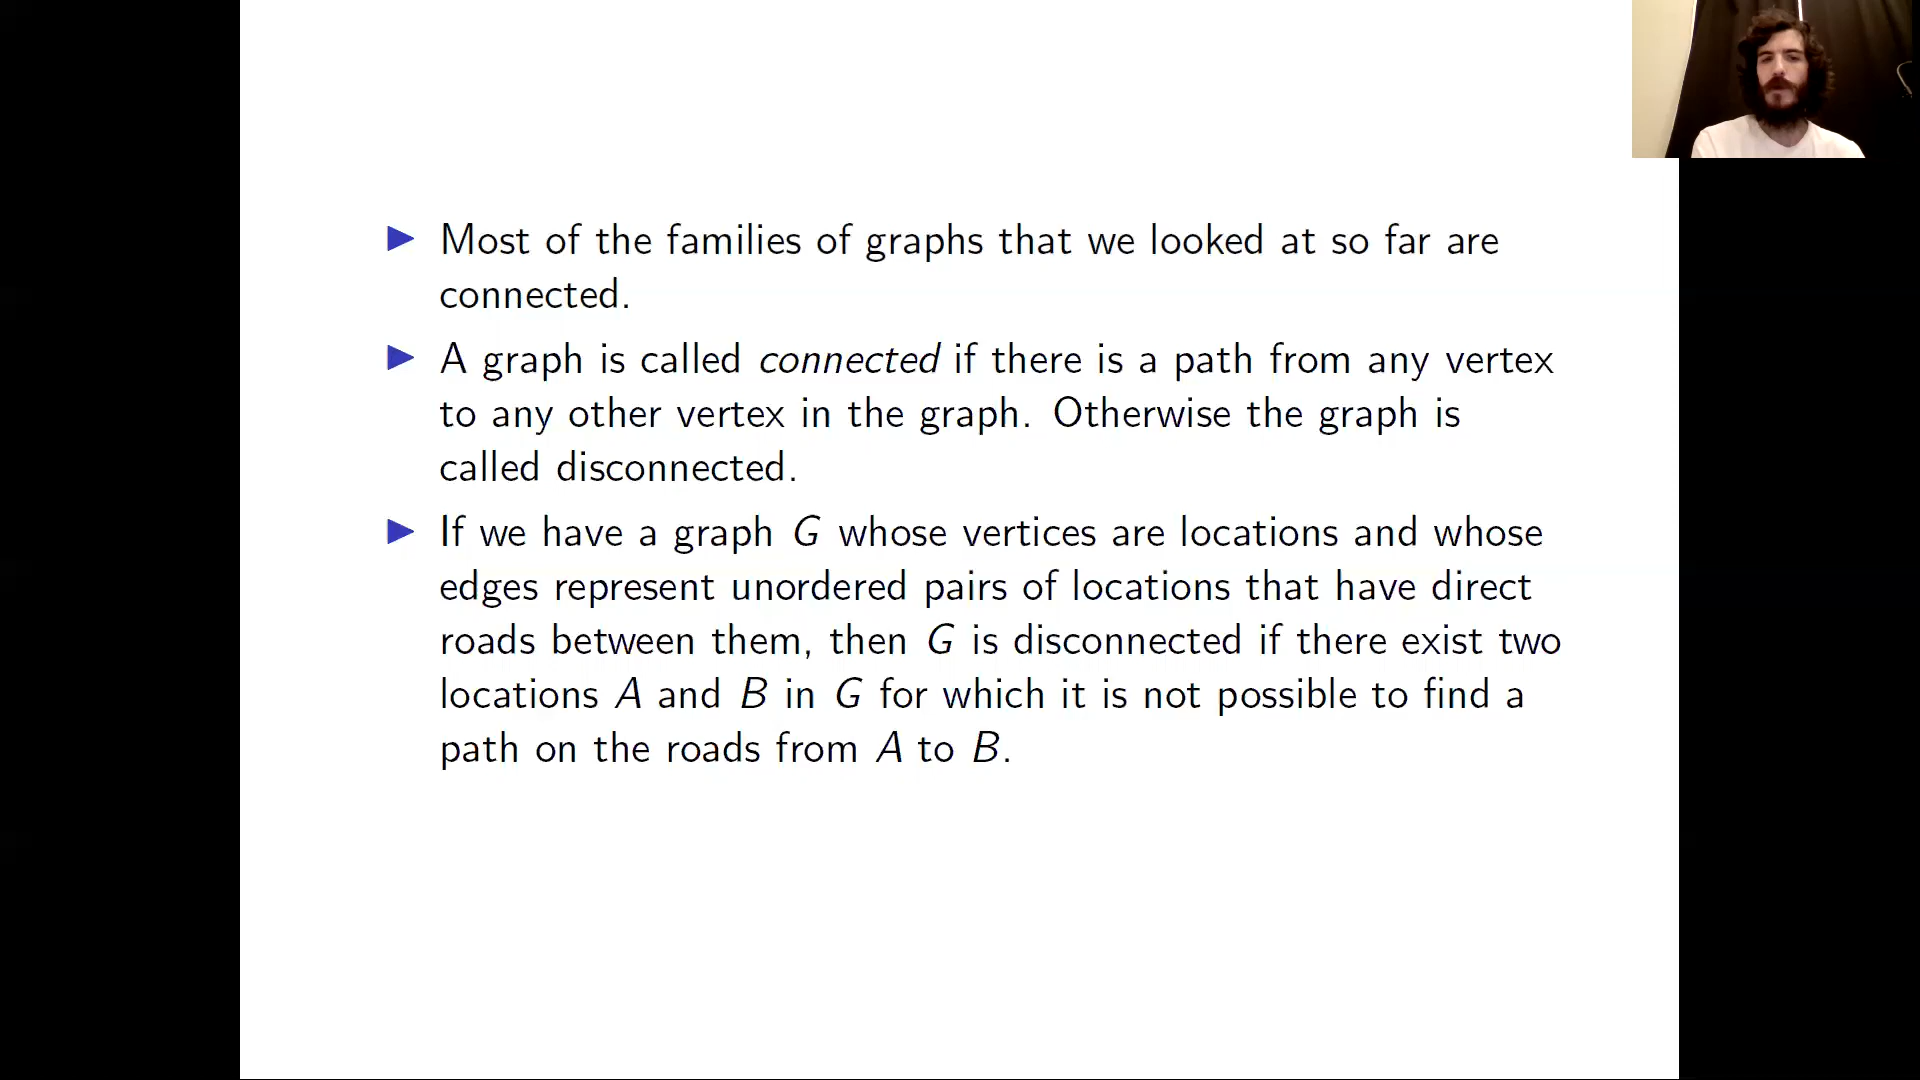 Most of the families of graphs that we looked at so far are
connected.
A graph is called connected if there is a path from any vertex
to any other vertex in the graph. Otherwise the graph is
called disconnected.
If we have a graph G whose vertices are locations and whose
edges represent unordered pairs of locations that have direct
roads between them, then G is disconnected if there exist two
locations A and B in G for which it is not possible to find a
path on the roads from A to B.